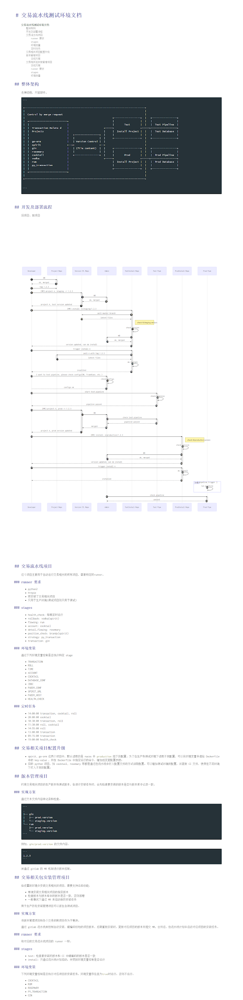 # 交易流水线测试环境文档
交易流水线测试环境文档
整体架构
开发及部署流程
交易流水线项目
runner 要求
stages
环境变量
定时任务
交易相关项目配置升级
版本管理项目
实现方案
交易相关包安装管理项目
实现方案
runner 要求
stages
环境变量
## 整体架构
去掉流程，只留部件。
```
Control by merge request
Transaction Relate d
Projects
go-orm
spirit
gin
rosemary
cocktail
vodka
rum
py_transaction
Version Control
(file content)
Test
Install Project
Prod
Install Project
Test Pipeline
Test Database
Prod Pipeline
Prod Database
```
## 开发及部署流程
旧项目、新项目
Developer
Project Repo
Version CTL Repo
Admin
TestInstall Repo
Test Pipe
ProdInstall Repo
Prod Pipe
MR
ok, merged
tag 1.2.3
[MR] project A, staging -> 1.2.3
MR
ok, merged
project A, test version updated
[MR] install: A/staging/1.2.3
pull master branch
latest files
check A/staging.version
check version
MR
ok, merged
version updated, can do install
trigger install A
pull A with tag:1.2.3
latest files
do install
installed
I want to test pipeline, please check configs(DB, TradeBase, etc.)
check configs
configs ok
start test pipeline
check pipeline
pipeline passed
[MR] project A, prod -> 1.2.3
MR
check last pipeline
pipeline passed
merged
project A, prod version updated
[MR] install: A/production/1.2.3
check A/production.version
check version
MR
ok, merged
version updated, can do install
trigger install A
do install
installed
loop
[ pipeline trigger ]
run pipeline
check pipeline
passed
Developer
Project Repo
Version CTL Repo
Admin
TestInstall Repo
Test Pipe
ProdInstall Repo
Prod Pipe
## 交易流水线项目
这个项目主要用于自动运行交易相关的所有项目，需要特定的runner。
### runner 要求
• python2
• httpie
• 预安装了交易相关项目
• 只用于生产环境(测试项目则只用于测试)
### stages
• health_check: 每晚定时运行
• rollback: vodka(spirit)
• flowing: rum
• account: cocktail
• detail_flowing: rosemary
• position_check: brandy(spirit)
• strategy: py_transaction
• transaction: gin
### 环境变量
通过下列环境变量控制是否执行特定 stage
• TRANSACTION
• ROLL
• TIME
• ACCOUNT
• COCKTAIL
• DATABASE_CONF
• JDBC
• PADDY_CONF
• SPIRIT_URL
• PADDY_HOST
• HEALTH_CHECK
### 定时任务
• 14:00:00 transaction, cocktail, roll
• 20:00:00 cocktail
• 10:30:00 transaction, roll
• 11:30:00 roll, cocktail
• 14:55:00 roll
• 13:00:00 transaction
• 09:15:00 transaction
• 19:00:00 health_check
## 交易相关项目配置升级
• spirit, go-orm 这两个项目中，默认读取的是 nacos 中 production 组下的配置。为了在生产和测试环境下读取不同配置，可以将环境变量传递给 Dockerfile
中的 key-value ，并在 Dockerfile 中指定运行的命令，增加或变更配置参数；
• 旧的 python 项目，如 cocktail, rosemary 等都是通过在流水线中打入配置文件的方式读取配置。可以增加测试环境的配置，并更新 CI 文件，使得在不同环境
下打入不同的配置；
## 版本管理项目
约束交易相关项目的生产版本和测试版本，在进行安装任务时，会先检查要安装的版本是否与版本库中记录一致。
### 实现方案
通过文本文件内容来记录和检查。
```
.
├── gin
│   ├── prod.version
│   └── staging.version
└── rum
    ├── prod.version
    └── staging.version
```
例如，gin/prod.version 的文件内容：
```
1.2.3
```
并通过 gitlab 的 MR 机制进行版本控制。
## 交易相关包安装管理项目
在设置的环境中安装交易相关的项目，需要支持这些功能：
• 单独安装交易相关项目的指定版本
• 检查版本与版本库中的版本是否一致，否则报错
• 一般情况下通过 MR 来启动新的安装任务
用于生产的包安装管理项目可以派生自测试项目。
### 实现方案
将版本管理项目和各个交易依赖项目作为子模块。
通过 gitlab 流水线来控制自动安装，硬编码初始的项目版本，后期重新安装时，更新对应项目的版本并提交 MR，合并后，在流水线计划中启动对应项目的安装任务。
### runner 要求
和对应的交易流水线项目的 runner 一样。
### stages
• test: 检查要安装的版本和 CI 中硬编码的版本是否一致
• install: 只通过流水线计划启动，并受到环境变量控制是否运行
### 环境变量
下列环境变量控制是否执行对应项目的安装任务，环境变量存在且为true时运行，否则不运行：
• COCKTAIL
• RUM
• ROSEMARY
• PY_TRANSACTION
• GIN